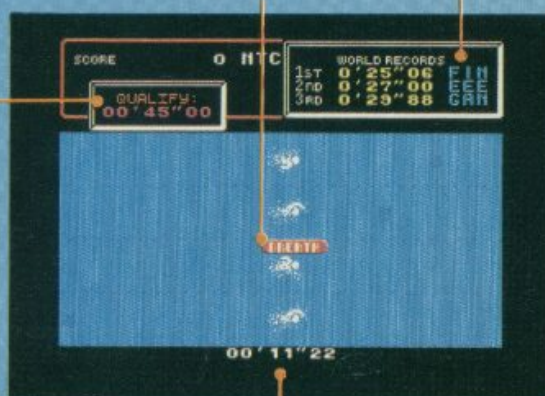 SCORE 0 MTC
WORLD RECORDS
1ST 0'25"06 FIN
2ND 0'27"00 EEE
3RD 0'29"88 GRM
QUALIFY:
00'45"00
BREATH
00'11"22